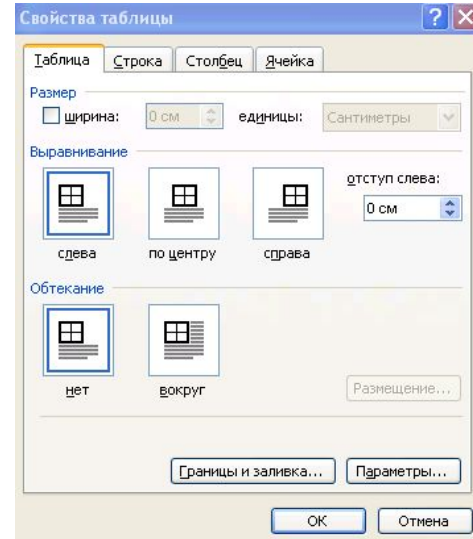 Свойства таблицы
Таблица Строка Столбец Ячейка
Размер
ширина: 0 см единицы: Сантиметры
Выравнивание
отступ слева:
0 см
слева по центру справа
Обтекание
нет вокруг Размещение...
Границы и заливка... Параметры...
ОК Отмена